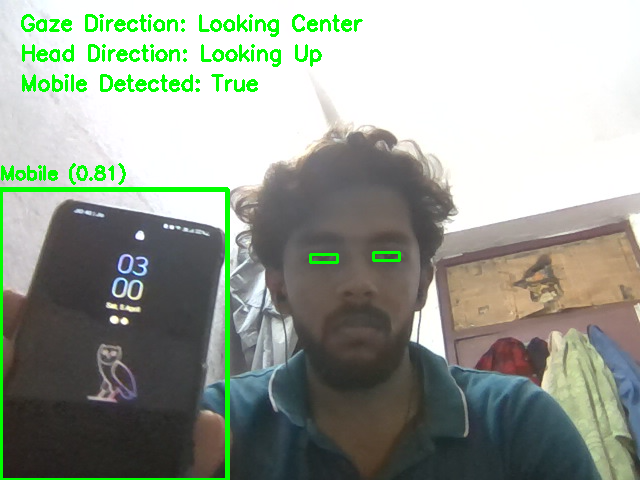 Gaze Direction: Looking Center
Head Direction: Looking Up
Mobile Detected: True
Mobile (0.81)
03
00